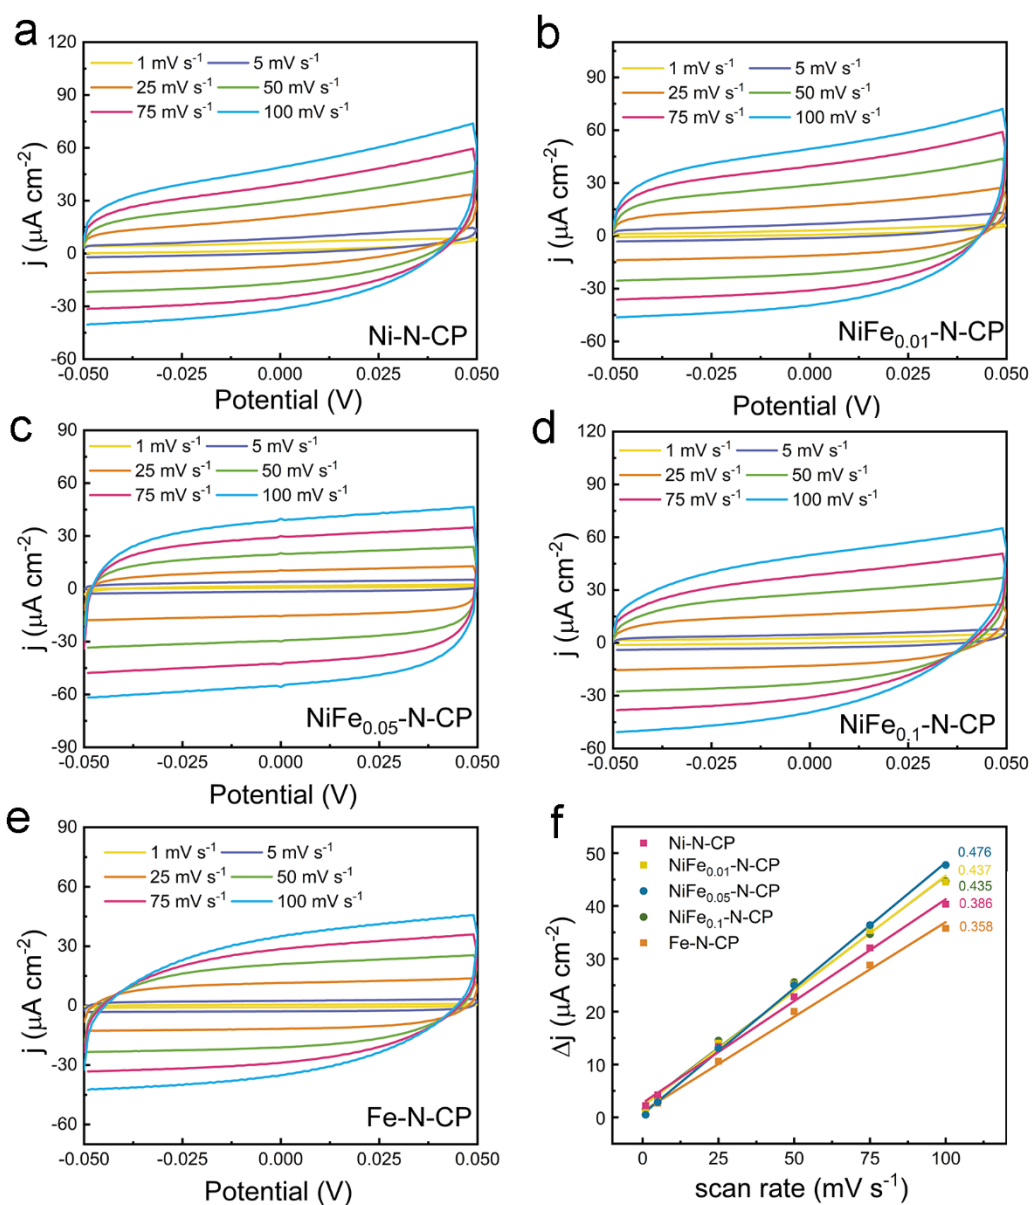 a
120
90
60
30
0
-30
-60
1 mV s⁻¹ 5 mV s⁻¹
25 mV s⁻¹ 50 mV s⁻¹
75 mV s⁻¹ 100 mV s⁻¹
j (μA cm⁻²)
Ni-N-CP
-0.050 -0.025 0.000 0.025 0.050
Potential (V)
b
110
90
60
30
0
-30
-60
1 mV s⁻¹ 5 mV s⁻¹
25 mV s⁻¹ 50 mV s⁻¹
75 mV s⁻¹ 100 mV s⁻¹
j (μA cm⁻²)
NiFe₀.₀₁-N-CP
-0.050 -0.025 0.000 0.025 0.050
Potential (V)
c
90
60
30
0
-30
-60
-90
1 mV s⁻¹ 5 mV s⁻¹
25 mV s⁻¹ 50 mV s⁻¹
75 mV s⁻¹ 100 mV s⁻¹
j (μA cm⁻²)
NiFe₀.₀₅-N-CP
-0.050 -0.025 0.000 0.025 0.050
Potential (V)
d
120
90
60
30
0
-30
-60
1 mV s⁻¹ 5 mV s⁻¹
25 mV s⁻¹ 50 mV s⁻¹
75 mV s⁻¹ 100 mV s⁻¹
j (μA cm⁻²)
NiFe₀.₁-N-CP
-0.050 -0.025 0.000 0.025 0.050
Potential (V)
e
90
60
30
0
-30
-60
1 mV s⁻¹ 5 mV s⁻¹
25 mV s⁻¹ 50 mV s⁻¹
75 mV s⁻¹ 100 mV s⁻¹
j (μA cm⁻²)
Fe-N-CP
-0.050 -0.025 0.000 0.025 0.050
Potential (V)
f
50
40
30
20
10
0
Ni-N-CP
NiFe₀.₀₁-N-CP
NiFe₀.₀₅-N-CP
NiFe₀.₁-N-CP
Fe-N-CP
0.476
0.437
0.435
0.386
0.358
Δj (μA cm⁻²)
0 25 50 75 100
scan rate (mV s⁻¹)